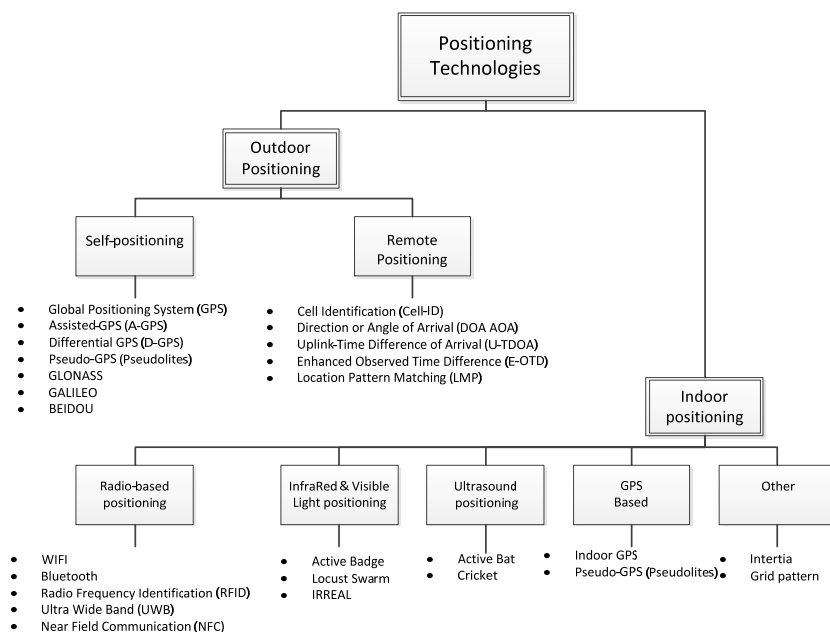 Positioning
Technologies
Outdoor
Positioning
Self-positioning
Remote
Positioning
Global Positioning System (GPS)
Assisted-GPS (A-GPS)
Differential GPS (D-GPS)
Pseudo-GPS (Pseudolites)
GLONASS
GALILEO
BEIDOU
Cell Identification (Cell-ID)
Direction or Angle of Arrival (DOA AOA)
Uplink-Time Difference of Arrival (U-TDOA)
Enhanced Observed Time Difference (E-OTD)
Location Pattern Matching (LMP)
Indoor
positioning
Radio-based
positioning
InfraRed & Visible
Light positioning
Ultrasound
positioning
GPS
Based
Other
WIFI
Bluetooth
Radio Frequency Identification (RFID)
Ultra Wide Band (UWB)
Near Field Communication (NFC)
Active Badge
Locust Swarm
IRREAL
Active Bat
Cricket
Indoor GPS
Pseudo-GPS (Pseudolites)
Intertia
Grid pattern